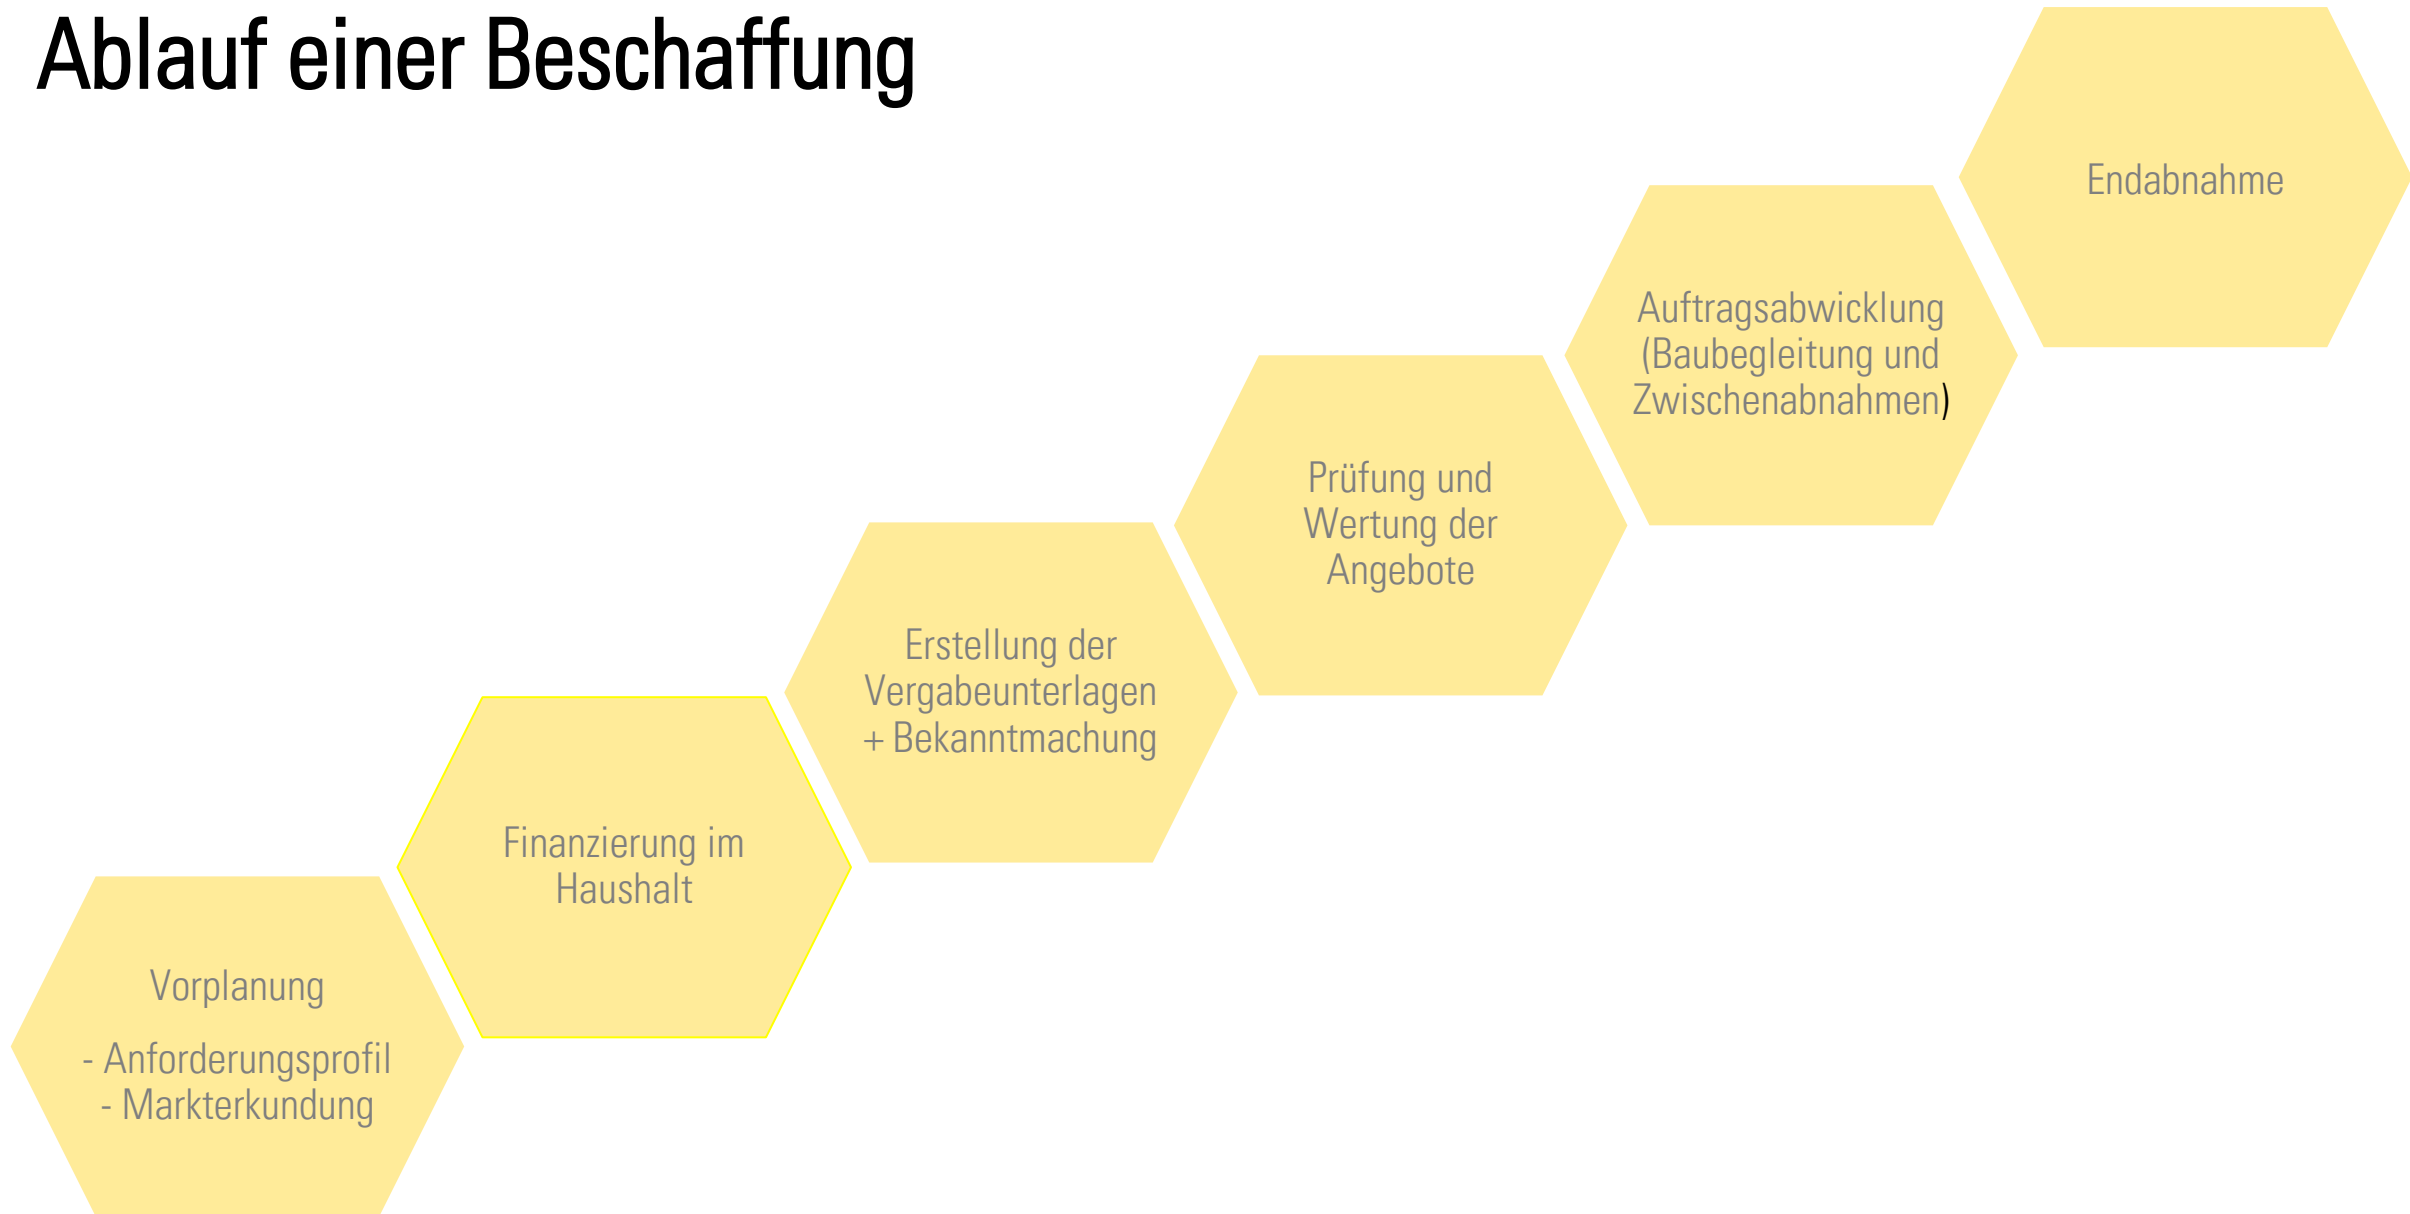 Ablauf einer Beschaffung
Vorplanung
- Anforderungsprofil
- Markterkundung
Finanzierung im
Haushalt
Erstellung der
Vergabeunterlagen
+ Bekanntmachung
Prüfung und
Wertung der
Angebote
Auftragsabwicklung
(Baubegleitung und
Zwischenabnahmen)
Endabnahme